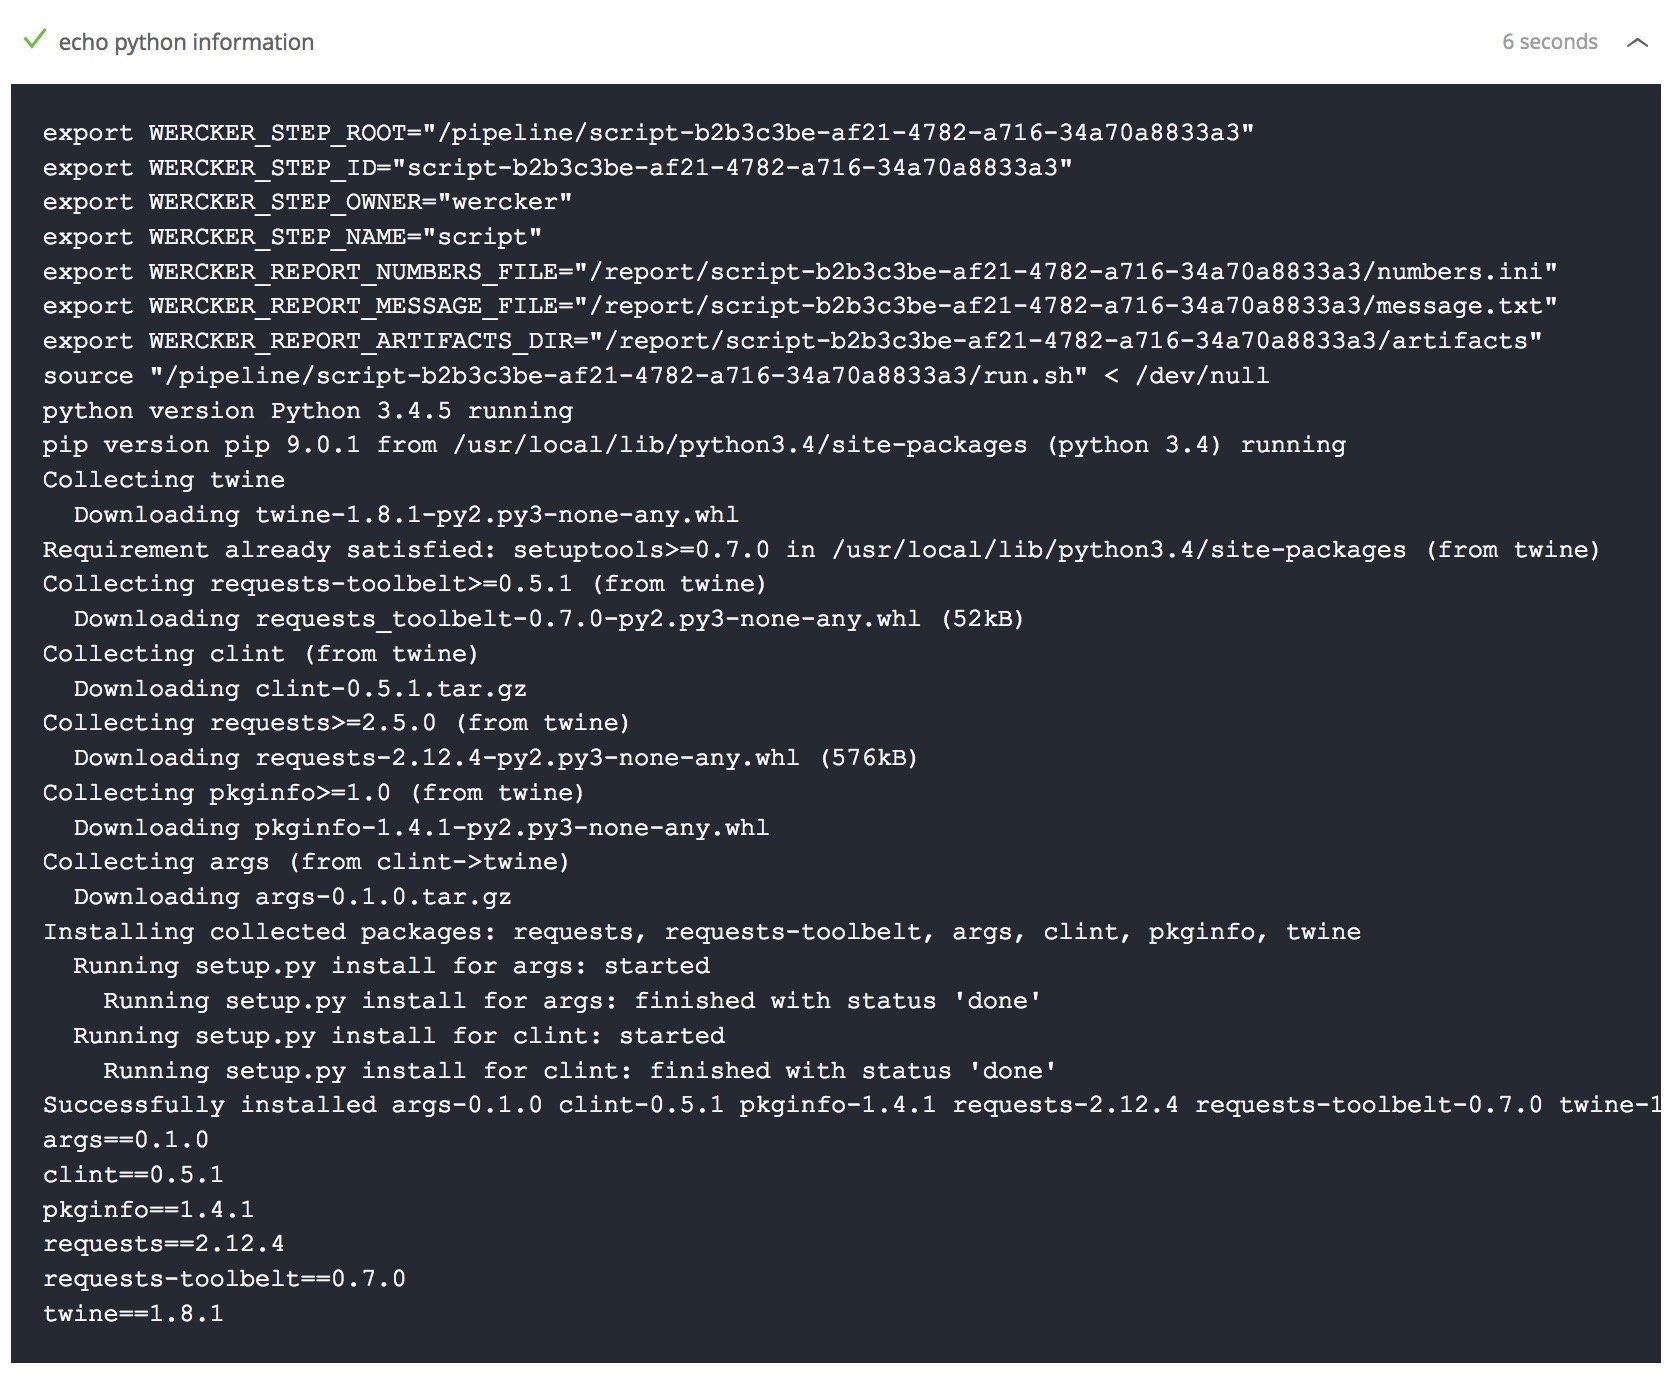 echo python information
6 seconds
export WERCKER_STEP_ROOT="/pipeline/script-b2b3c3be-af21-4782-a716-34a70a8833a3"
export WERCKER_STEP_ID="script-b2b3c3be-af21-4782-a716-34a70a8833a3"
export WERCKER_STEP_OWNER="wercker"
export WERCKER_STEP_NAME="script"
export WERCKER_REPORT_NUMBERS_FILE="/report/script-b2b3c3be-af21-4782-a716-34a70a8833a3/numbers.ini"
export WERCKER_REPORT_MESSAGE_FILE="/report/script-b2b3c3be-af21-4782-a716-34a70a8833a3/message.txt"
export WERCKER_REPORT_ARTIFACTS_DIR="/report/script-b2b3c3be-af21-4782-a716-34a70a8833a3/artifacts"
source "/pipeline/script-b2b3c3be-af21-4782-a716-34a70a8833a3/run.sh" < /dev/null
python version Python 3.4.5 running
pip version pip 9.0.1 from /usr/local/lib/python3.4/site-packages (python 3.4) running
Collecting twine
  Downloading twine-1.8.1-py2.py3-none-any.whl
Requirement already satisfied: setuptools>=0.7.0 in /usr/local/lib/python3.4/site-packages (from twine)
Collecting requests-toolbelt>=0.5.1 (from twine)
  Downloading requests_toolbelt-0.7.0-py2.py3-none-any.whl (52kB)
Collecting clint (from twine)
  Downloading clint-0.5.1.tar.gz
Collecting requests>=2.5.0 (from twine)
  Downloading requests-2.12.4-py2.py3-none-any.whl (576kB)
Collecting pkginfo>=1.0 (from twine)
  Downloading pkginfo-1.4.1-py2.py3-none-any.whl
Collecting args (from clint->twine)
  Downloading args-0.1.0.tar.gz
Installing collected packages: requests, requests-toolbelt, args, clint, pkginfo, twine
  Running setup.py install for args: started
    Running setup.py install for args: finished with status 'done'
  Running setup.py install for clint: started
    Running setup.py install for clint: finished with status 'done'
Successfully installed args-0.1.0 clint-0.5.1 pkginfo-1.4.1 requests-2.12.4 requests-toolbelt-0.7.0 twine-1
args==0.1.0
clint==0.5.1
pkginfo==1.4.1
requests==2.12.4
requests-toolbelt==0.7.0
twine==1.8.1